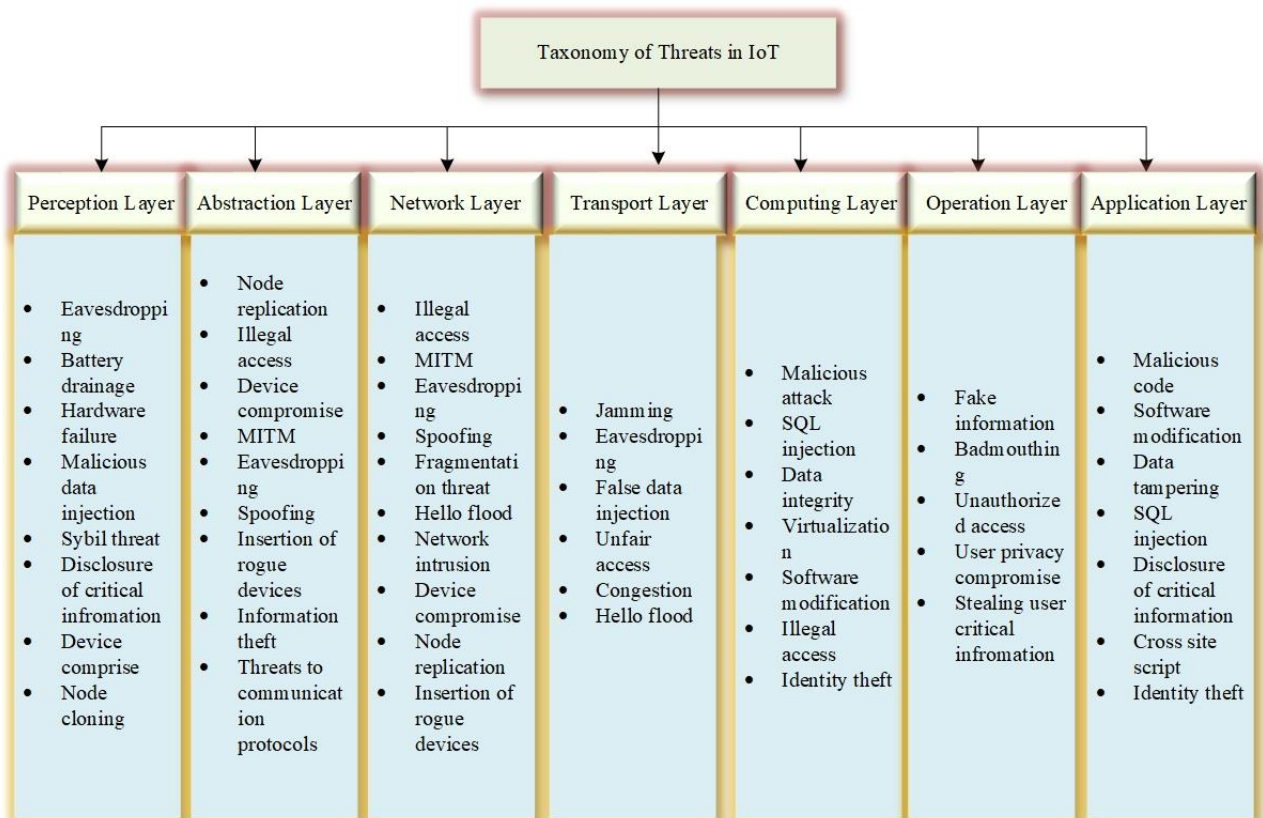 Taxonomy of Threats in IoT
Perception Layer
Eavesdroppi
ng
Battery
drainage
Hardware
failure
Malicious
data
injection
Sybil threat
Disclosure
of critical
infromation
Device
comprise
Node
cloning
Abstraction Layer
Node
replication
Illegal
access
Device
compromise
MITM
Eavesdroppi
ng
Spoofing
Insertion of
rogue
devices
Information
theft
Threats to
communicat
ion
protocols
Network Layer
Illegal
access
MITM
Eavesdroppi
ng
Spoofing
Fragmentati
on threat
Hello flood
Network
intrusion
Device
compromise
Node
replication
Insertion of
rogue
devices
Transport Layer
Jamming
Eavesdroppi
ng
False data
injection
Unfair
access
Congestion
Hello flood
Computing Layer
Malicious
attack
SQL
injection
Data
integrity
Virtualizatio
n
Software
modification
Illegal
access
Identity theft
Operation Layer
Fake
information
Badmouthin
g
Unauthorize
d access
User privacy
compromise
Stealing user
critical
infromation
Application Layer
Malicious
code
Software
modification
Data
tampering
SQL
injection
Disclosure
of critical
information
Cross site
script
Identity theft